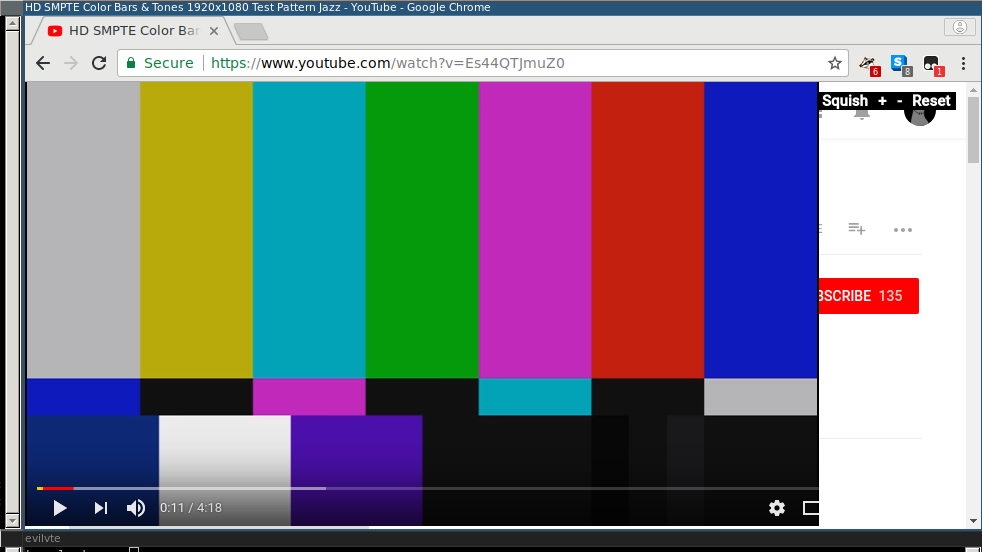 HD SMPTE Color Bars & Tones 1920x1080 Test Pattern Jazz - YouTube - Google Chrome
HD SMPTE Color Bar
Secure
https://www.youtube.com/watch?v=Es44QTJmuZ0
6
8
1
Squish + - Reset
BSCRIBE 135
0:11 / 4:18
evilvte